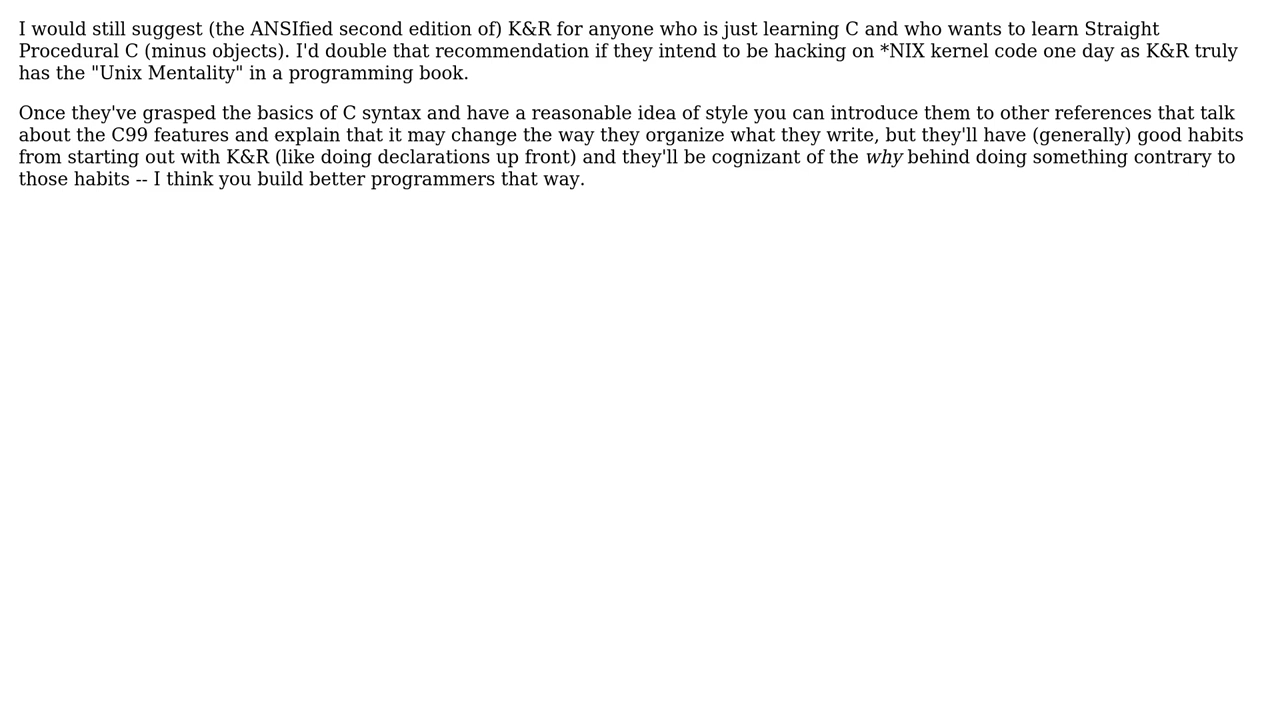 I would still suggest (the ANSIfied second edition of) K&R for anyone who is just learning C and who wants to learn Straight
Procedural C (minus objects). I'd double that recommendation if they intend to be hacking on *NIX kernel code one day as K&R truly
has the "Unix Mentality" in a programming book.
Once they've grasped the basics of C syntax and have a reasonable idea of style you can introduce them to other references that talk
about the C99 features and explain that it may change the way they organize what they write, but they'll have (generally) good habits
from starting out with K&R (like doing declarations up front) and they'll be cognizant of the why behind doing something contrary to
those habits -- I think you build better programmers that way.